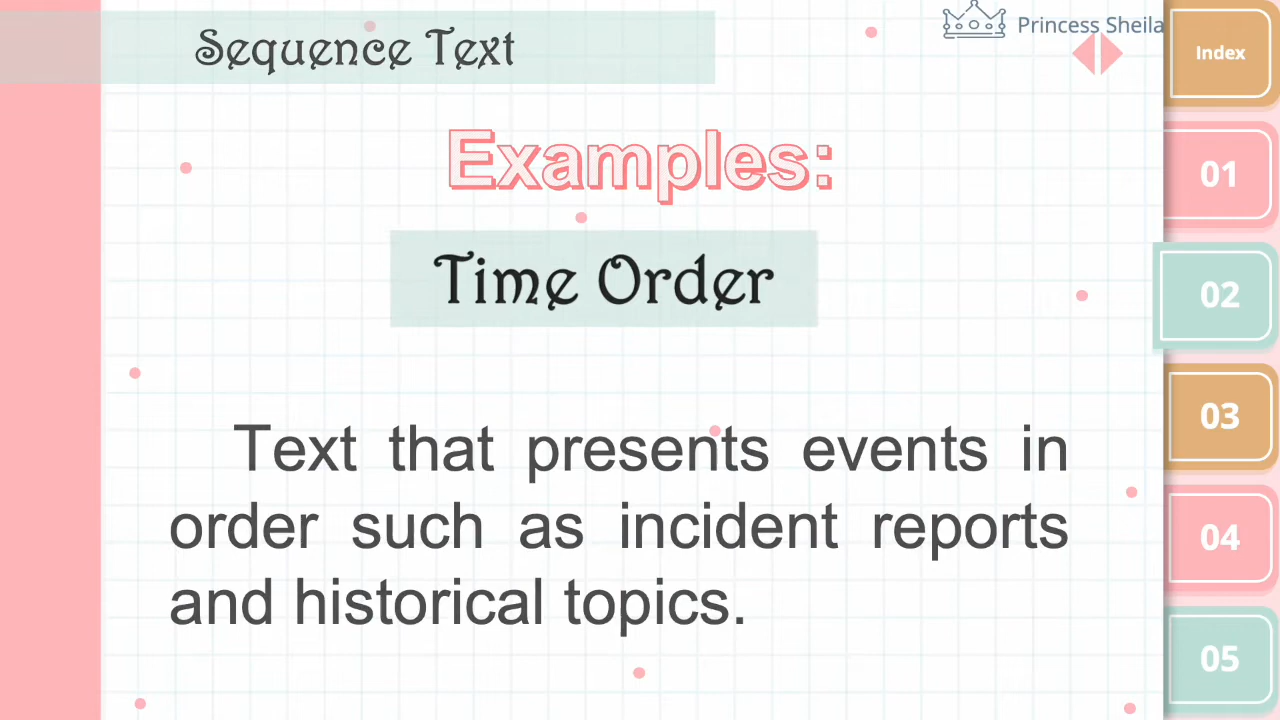 Sequence Text
Princess Sheila
Index
Examples:
01
Time Order
02
03
Text that presents events in
order such as incident reports
and historical topics.
04
05